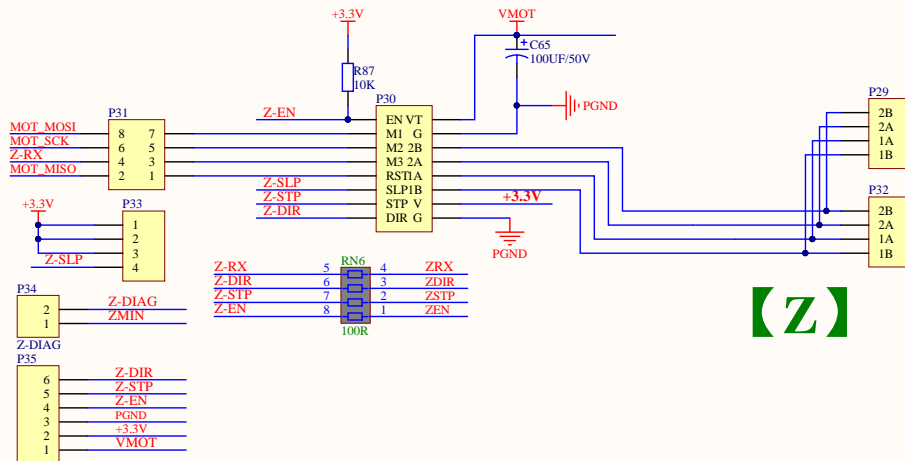 +3.3V
VMOT
C65
100UF/50V
R87
10K
PGND
P29
2B
2A
1A
1B
P30
Z-EN
EN VT
M1 G
M2 2B
M3 2A
RST1A
SLP1B
STP V
DIR G
Z-SLP
Z-STP
Z-DIR
+3.3V
PGND
P31
MOT_MOSI 8 7
MOT_SCK 6 5
Z-RX 4 3
MOT_MISO 2 1
P32
2B
2A
1A
1B
+3.3V
P33
1
2
3
Z-SLP 4
RN6
Z-RX 5 4 ZRX
Z-DIR 6 3 ZDIR
Z-STP 7 2 ZSTP
Z-EN 8 1 ZEN
100R
【Z】
P34
2 Z-DIAG
1 ZMIN
Z-DIAG
P35
6 Z-DIR
5 Z-STP
4 Z-EN
3 PGND
2 +3.3V
1 VMOT